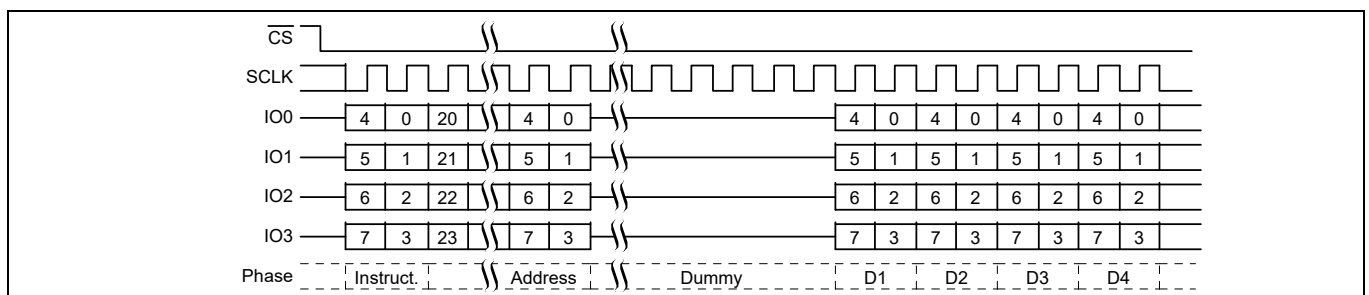 CS
SCLK
IO0 4 0 20 4 0 4 0 4 0 4 0 4 0
IO1 5 1 21 5 1 5 1 5 1 5 1 5 1
IO2 6 2 22 6 2 6 2 6 2 6 2 6 2
IO3 7 3 23 7 3 7 3 7 3 7 3 7 3
Phase Instruct. Address Dummy D1 D2 D3 D4